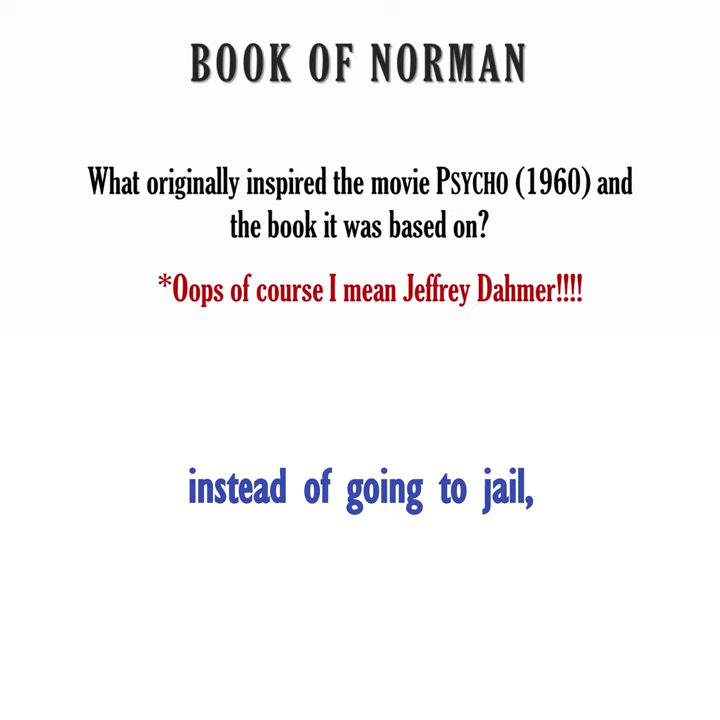 BOOK OF NORMAN
What originally inspired the movie PSYCHO (1960) and
the book it was based on?
*Oops of course I mean Jeffrey Dahmer!!!!
instead of going to jail,